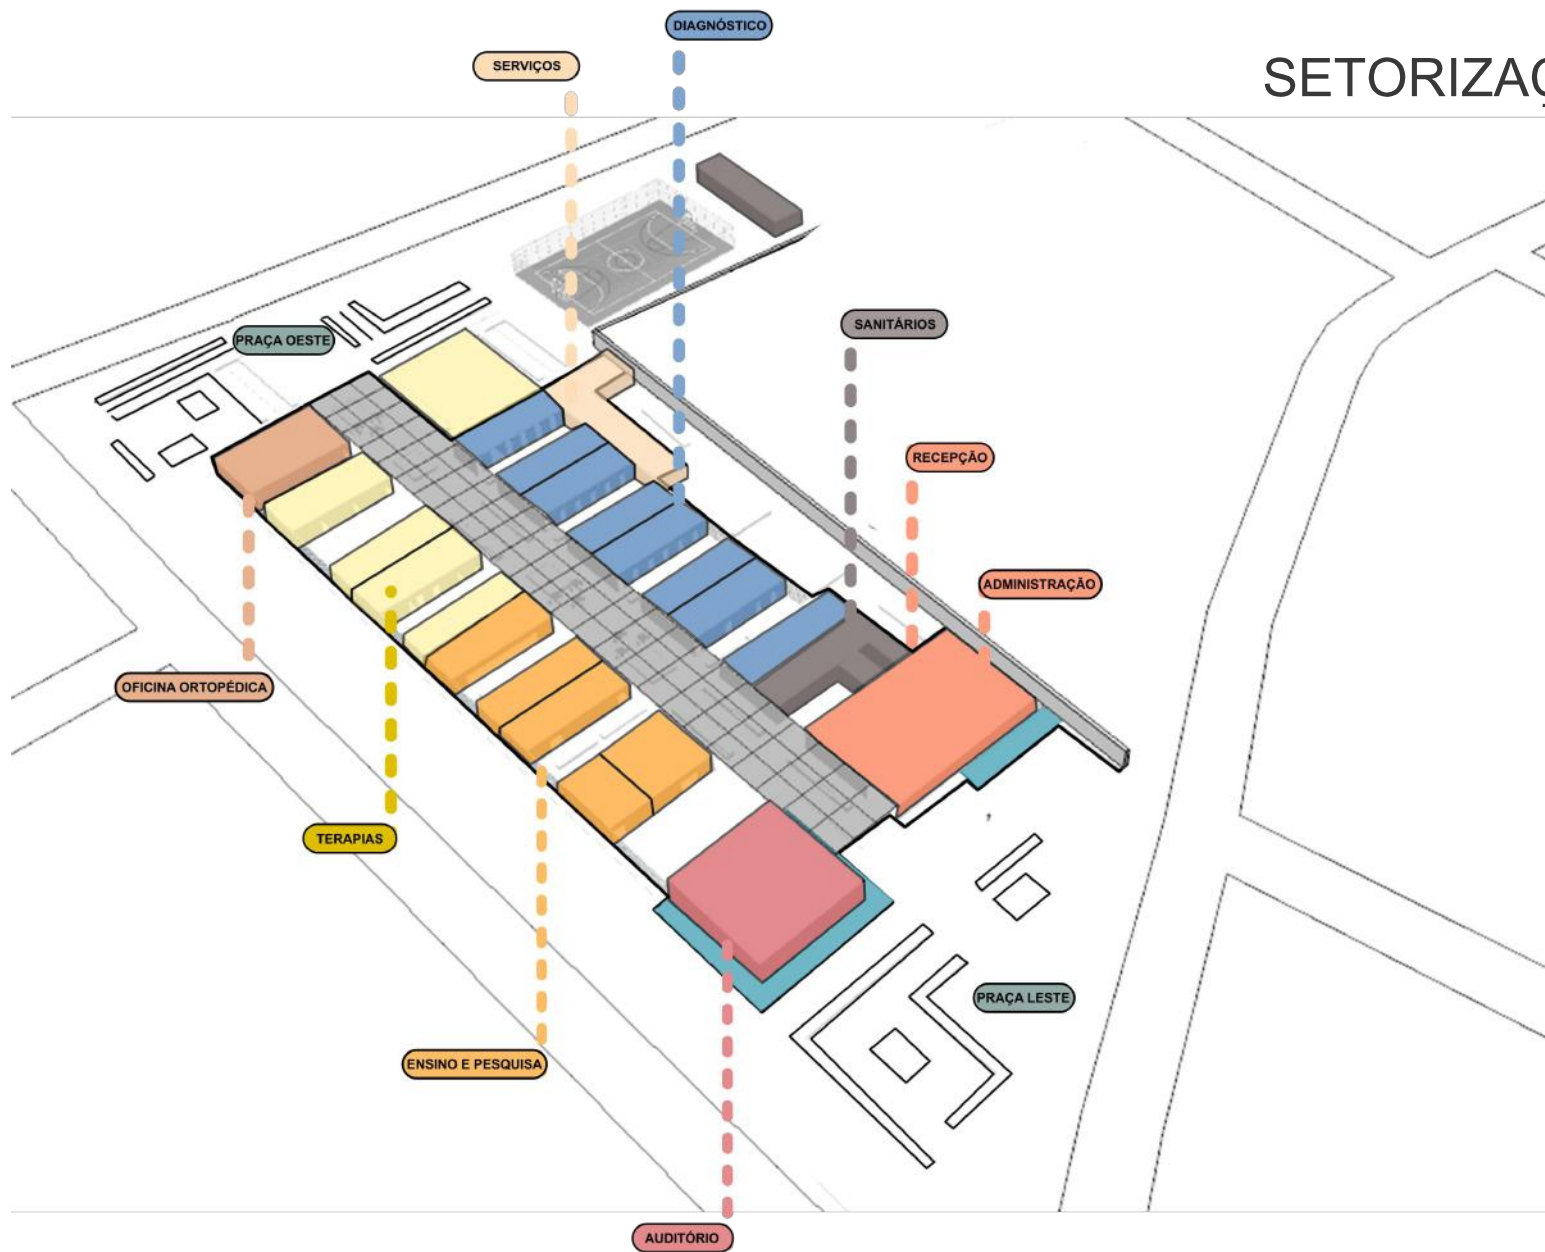 DIAGNÓSTICO
SERVIÇOS
SETORIZAÇ
SANITÁRIOS
PRAÇA OESTE
RECEPÇÃO
ADMINISTRAÇÃO
OFICINA ORTOPÉDICA
TERAPIAS
PRAÇA LESTE
ENSINO E PESQUISA
AUDITÓRIO